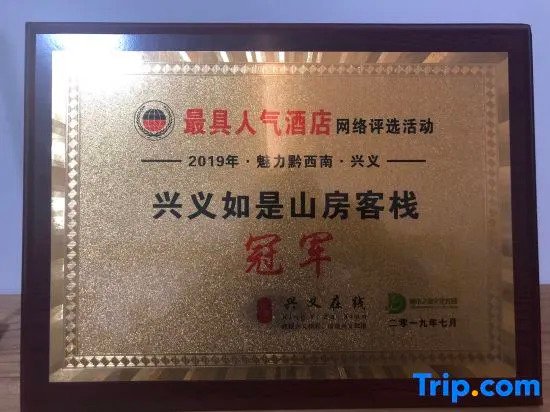 最具人气酒店网络评选活动
2019年·魅力黔西南·兴义
兴义如是山房客栈
冠军
兴义在线
二零一九年七月
Trip.com